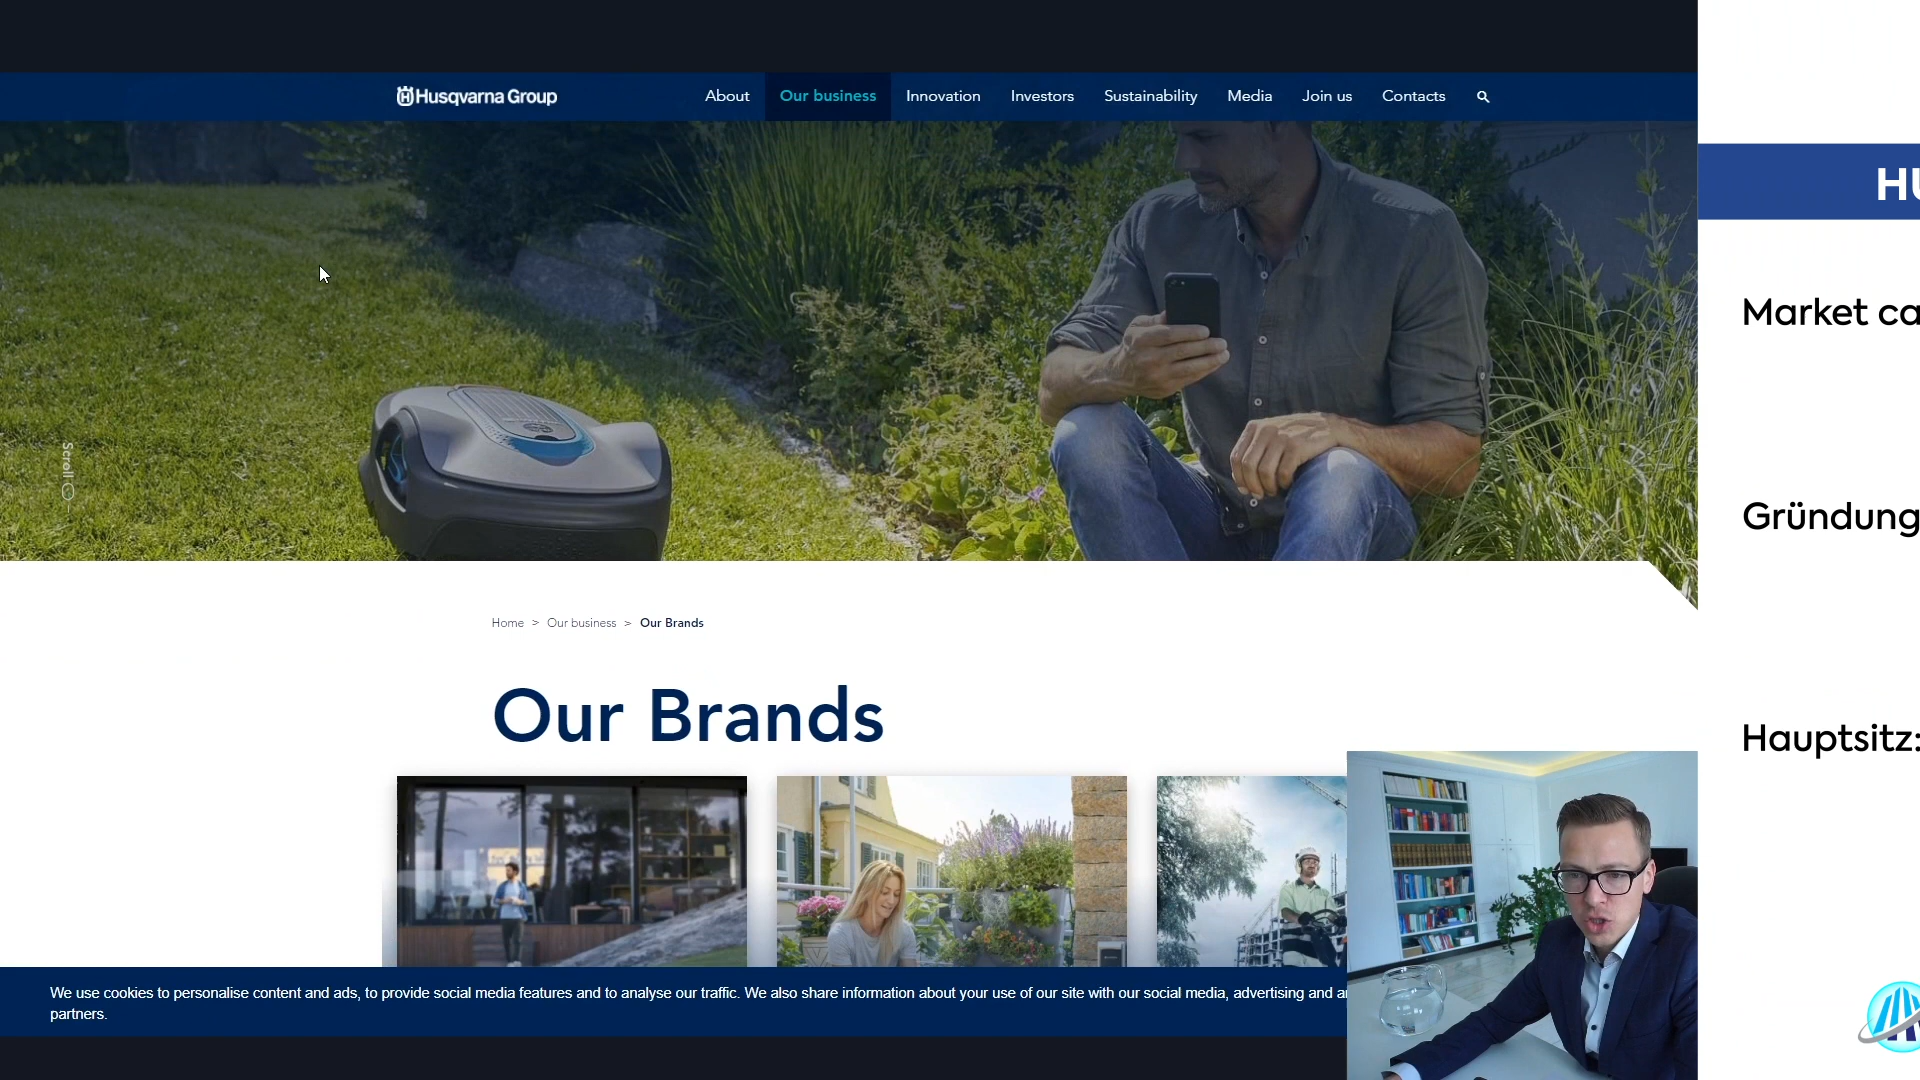 Husqvarna Group
About Our business Innovation Investors Sustainability Media Join us Contacts
HU
Market ca
Scroll
Gründung
Home > Our business > Our Brands
Our Brands
Hauptsitz:
We use cookies to personalise content and ads, to provide social media features and to analyse our traffic. We also share information about your use of our site with our social media, advertising and an
partners.